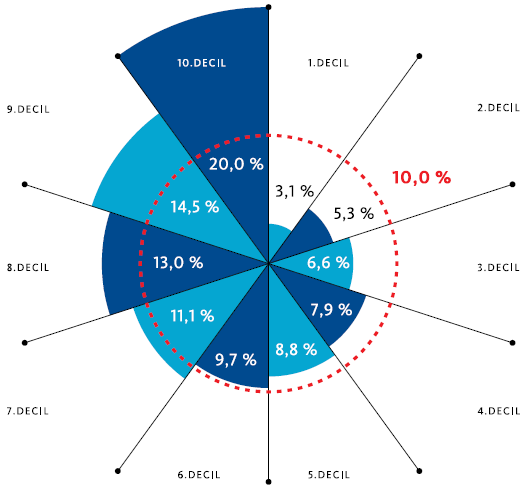 10.DECIL
1.DECIL
9.DECIL
2.DECIL
20,0 %
10,0 %
3,1 %
14,5 %
5,3 %
8.DECIL
13,0 %
6,6 %
3.DECIL
11,1 %
7,9 %
9,7 %
8,8 %
7.DECIL
4.DECIL
6.DECIL
5.DECIL